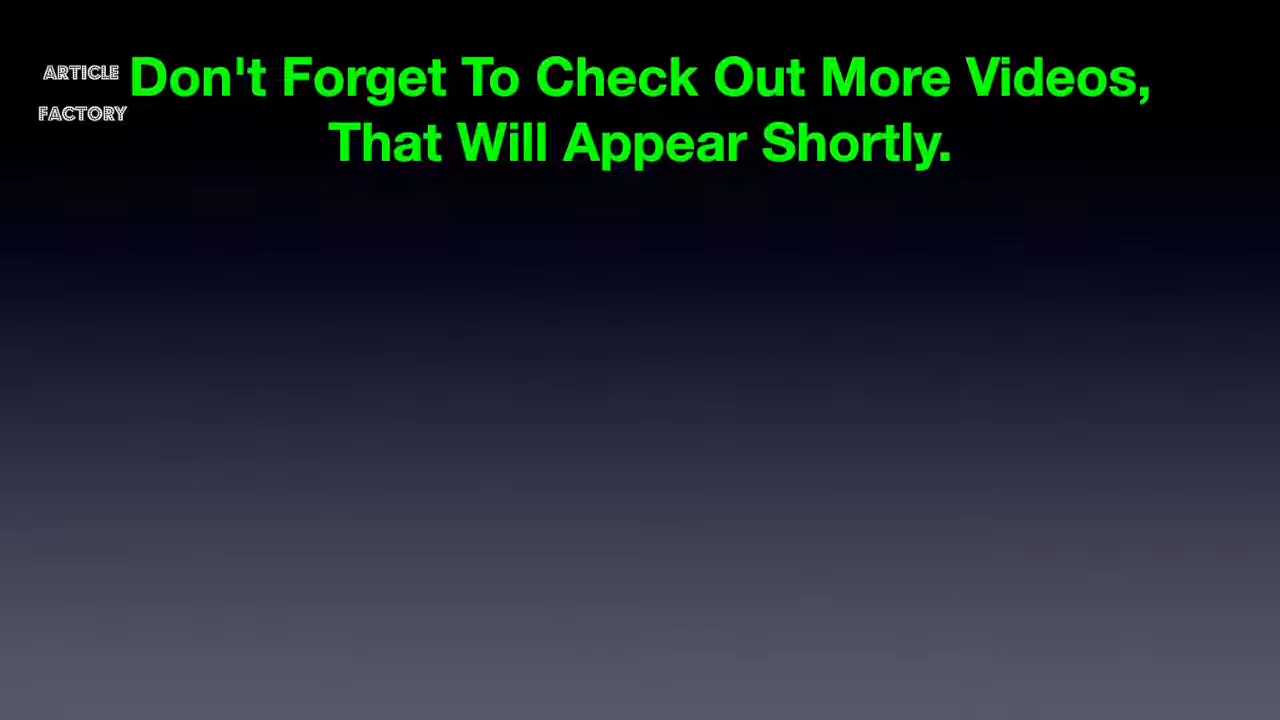 ARTICLE
FACTORY
Don't Forget To Check Out More Videos,
That Will Appear Shortly.